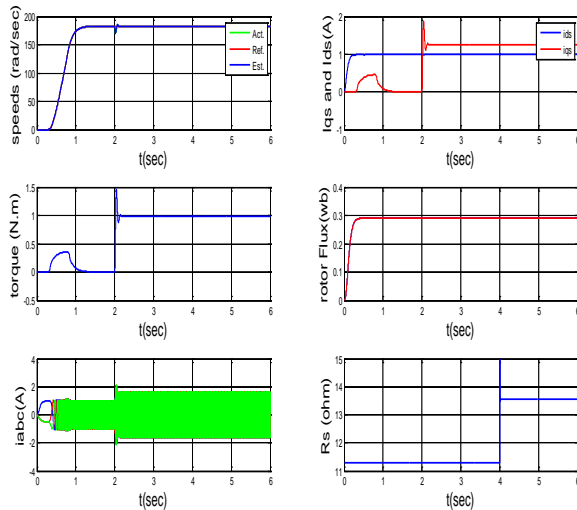 200
150
100
50
0
0 1 2 3 4 5 6
speeds (rad/sec)
t(sec)
Act.
Ref.
Est.
2
1
0
-1
0 1 2 3 4 5 6
Iqs and Ids(A)
t(sec)
ids
iqs
1.5
1
0.5
0
-0.5
0 1 2 3 4 5 6
torque (N.m)
t(sec)
0.4
0.3
0.2
0.1
0
0 1 2 3 4 5 6
rotor Flux(wb)
t(sec)
4
2
0
-2
-4
0 1 2 3 4 5 6
iabc(A)
t(sec)
15
14
13
12
11
0 1 2 3 4 5 6
Rs (ohm)
t(sec)